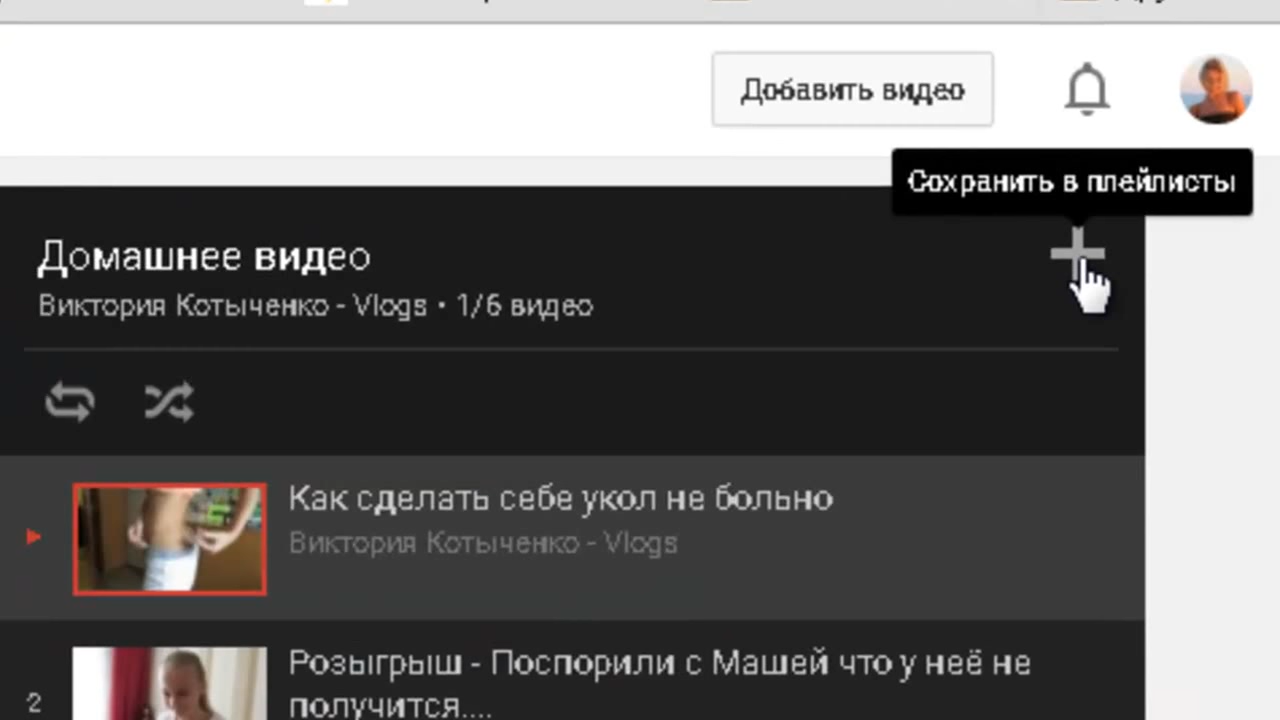 Добавить видео
Сохранить в плейлисты
Домашнее видео
Виктория Котыченко - Vlogs • 1/6 видео
Как сделать себе укол не больно
Виктория Котыченко - Vlogs
2
Розыгрыш - Поспорили с Машей что у неё не
получится....